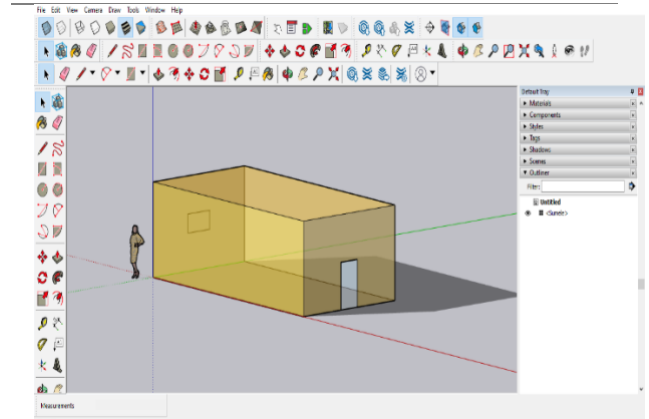 File Edit View Camera Draw Tools Window Help
Default Tray
Materials
Components
Styles
Tags
Shadows
Scenes
Outliner
Filter:
Untitled
Measurements